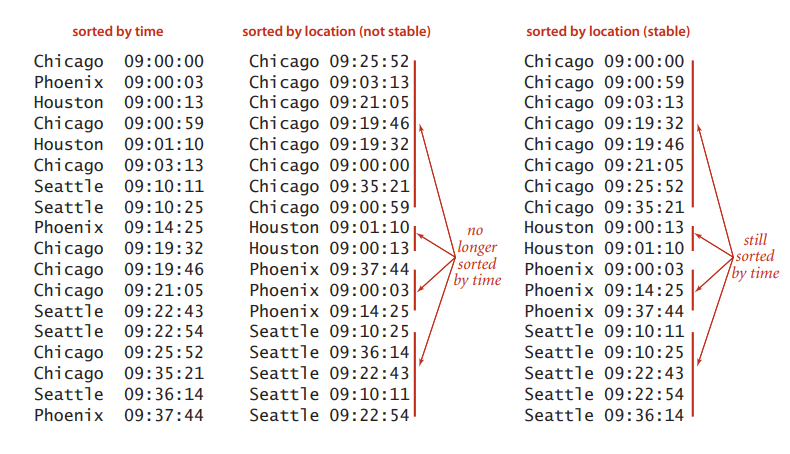 sorted by time
Chicago 09:00:00
Phoenix 09:00:03
Houston 09:00:13
Chicago 09:00:59
Houston 09:01:10
Chicago 09:03:13
Seattle 09:10:11
Seattle 09:10:25
Phoenix 09:14:25
Chicago 09:19:32
Chicago 09:19:46
Chicago 09:21:05
Seattle 09:22:43
Seattle 09:22:54
Chicago 09:25:52
Chicago 09:35:21
Seattle 09:36:14
Phoenix 09:37:44
sorted by location (not stable)
Chicago 09:25:52
Chicago 09:03:13
Chicago 09:21:05
Chicago 09:19:46
Chicago 09:19:32
Chicago 09:00:00
Chicago 09:35:21
Chicago 09:00:59
Houston 09:01:10
Houston 09:00:13
Phoenix 09:37:44
Phoenix 09:00:03
Phoenix 09:14:25
Seattle 09:10:25
Seattle 09:36:14
Seattle 09:22:43
Seattle 09:10:11
Seattle 09:22:54
no
longer
sorted
by time
sorted by location (stable)
Chicago 09:00:00
Chicago 09:00:59
Chicago 09:03:13
Chicago 09:19:32
Chicago 09:19:46
Chicago 09:21:05
Chicago 09:25:52
Chicago 09:35:21
Houston 09:00:13
Houston 09:01:10
Phoenix 09:00:03
Phoenix 09:14:25
Phoenix 09:37:44
Seattle 09:10:11
Seattle 09:10:25
Seattle 09:22:43
Seattle 09:22:54
Seattle 09:36:14
still
sorted
by time